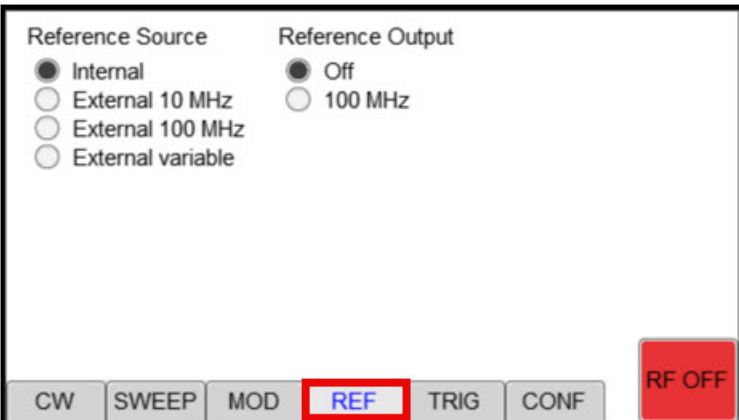 Reference Source
Internal
External 10 MHz
External 100 MHz
External variable
Reference Output
Off
100 MHz
RF OFF
CW
SWEEP
MOD
REF
TRIG
CONF